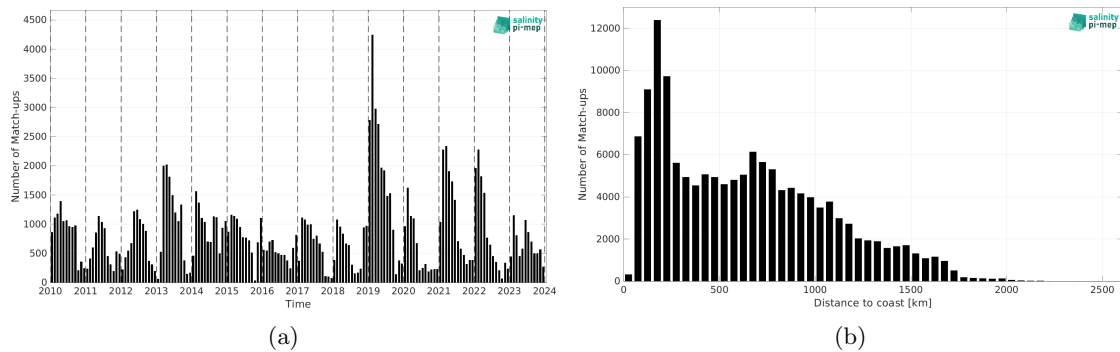 salinity
pi-mep
Number of Match-ups
4500
4000
3500
3000
2500
2000
1500
1000
500
0
2010 2011 2012 2013 2014 2015 2016 2017 2018 2019 2020 2021 2022 2023 2024
Time
(a)
salinity
pi-mep
Number of Match-ups
12000
10000
8000
6000
4000
2000
0
0 500 1000 1500 2000 2500
Distance to coast [km]
(b)